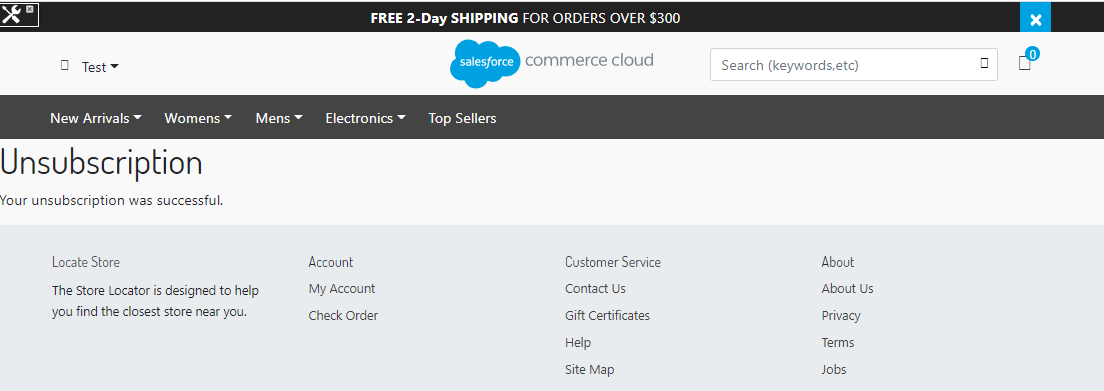 FREE 2-Day SHIPPING FOR ORDERS OVER $300
Test
salesforce commerce cloud
Search (keywords,etc)
0
New Arrivals Womens Mens Electronics Top Sellers
Unsubscription
Your unsubscription was successful.
Locate Store
The Store Locator is designed to help
you find the closest store near you.
Account
My Account
Check Order
Customer Service
Contact Us
Gift Certificates
Help
Site Map
About
About Us
Privacy
Terms
Jobs